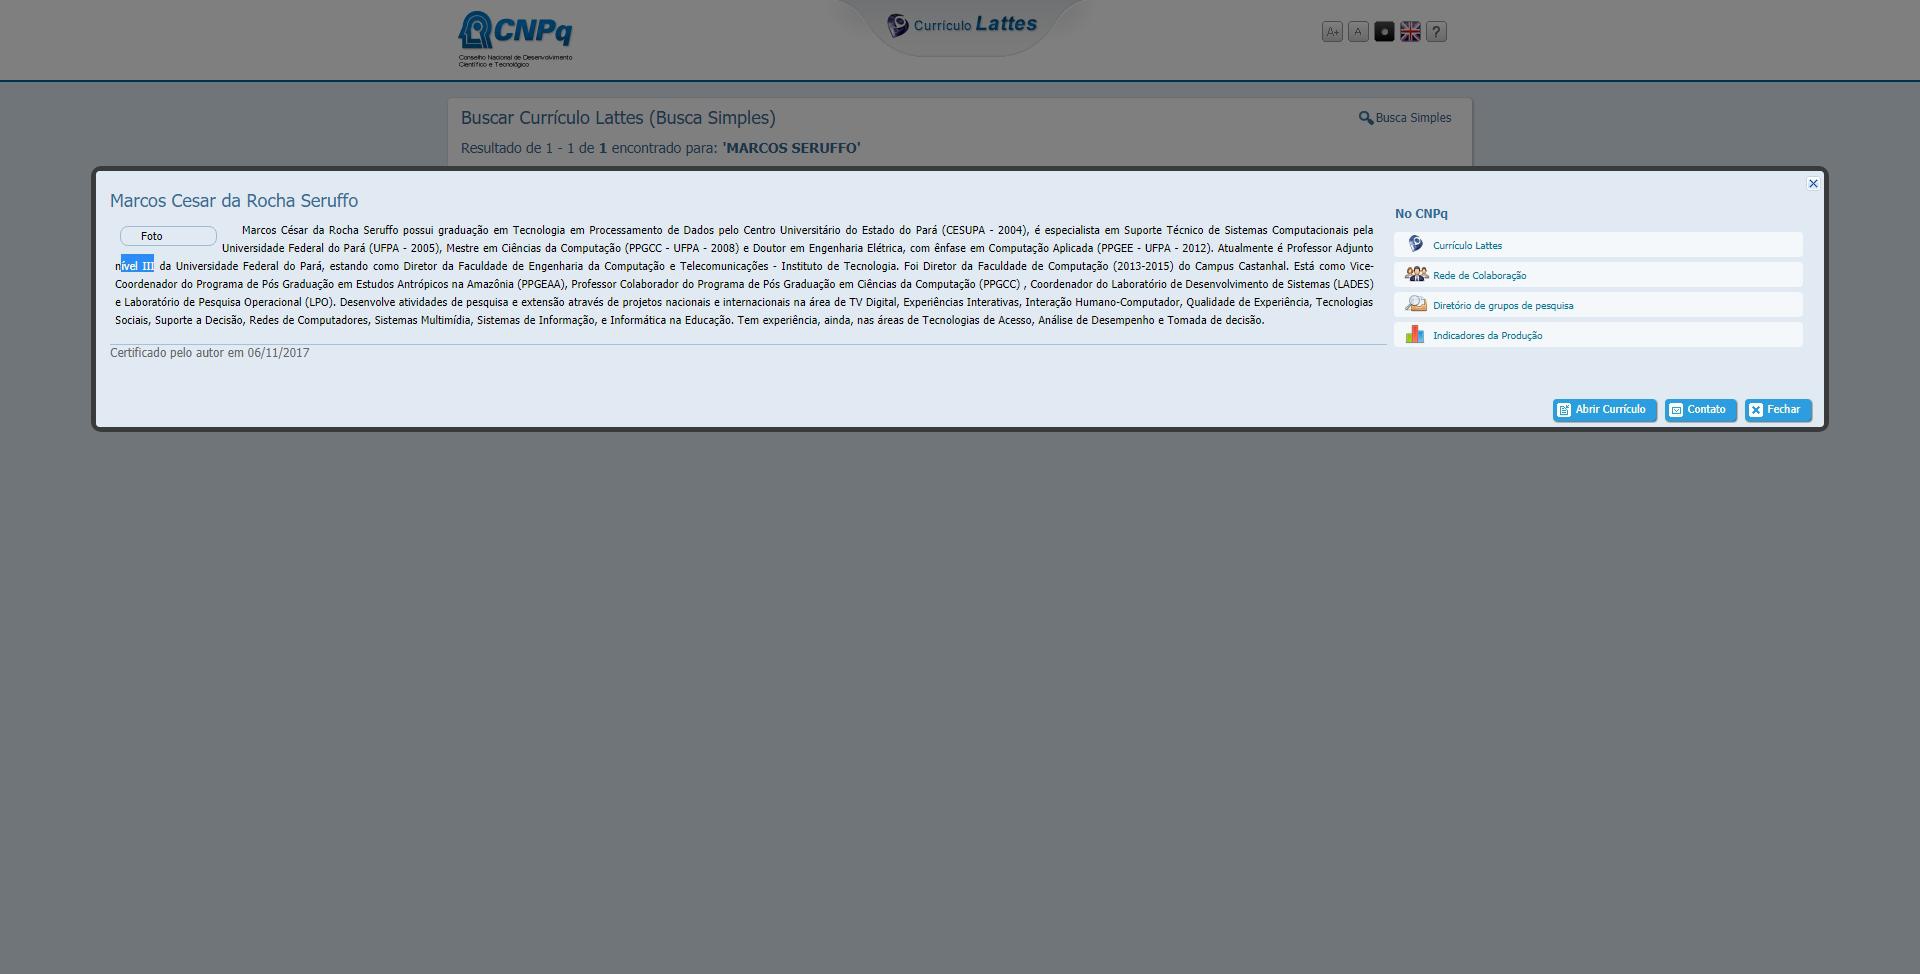 CNPq
Conselho Nacional de Desenvolvimento
Científico e Tecnológico
Currículo Lattes
A+ A ?
Buscar Currículo Lattes (Busca Simples)
Busca Simples
Resultado de 1 - 1 de 1 encontrado para: 'MARCOS SERUFFO'
Marcos Cesar da Rocha Seruffo
Foto
Marcos César da Rocha Seruffo possui graduação em Tecnologia em Processamento de Dados pelo Centro Universitário do Estado do Pará (CESUPA - 2004), é especialista em Suporte Técnico de Sistemas Computacionais pela
Universidade Federal do Pará (UFPA - 2005), Mestre em Ciências da Computação (PPGCC - UFPA - 2008) e Doutor em Engenharia Elétrica, com ênfase em Computação Aplicada (PPGEE - UFPA - 2012). Atualmente é Professor Adjunto
nível III da Universidade Federal do Pará, estando como Diretor da Faculdade de Engenharia da Computação e Telecomunicações - Instituto de Tecnologia. Foi Diretor da Faculdade de Computação (2013-2015) do Campus Castanhal. Está como Vice-
Coordenador do Programa de Pós Graduação em Estudos Antrópicos na Amazônia (PPGEAA), Professor Colaborador do Programa de Pós Graduação em Ciências da Computação (PPGCC) , Coordenador do Laboratório de Desenvolvimento de Sistemas (LADES)
e Laboratório de Pesquisa Operacional (LPO). Desenvolve atividades de pesquisa e extensão através de projetos nacionais e internacionais na área de TV Digital, Experiências Interativas, Interação Humano-Computador, Qualidade de Experiência, Tecnologias
Sociais, Suporte a Decisão, Redes de Computadores, Sistemas Multimídia, Sistemas de Informação, e Informática na Educação. Tem experiência, ainda, nas áreas de Tecnologias de Acesso, Análise de Desempenho e Tomada de decisão.
Certificado pelo autor em 06/11/2017
No CNPq
Currículo Lattes
Rede de Colaboração
Diretório de grupos de pesquisa
Indicadores da Produção
Abrir Currículo
Contato
Fechar